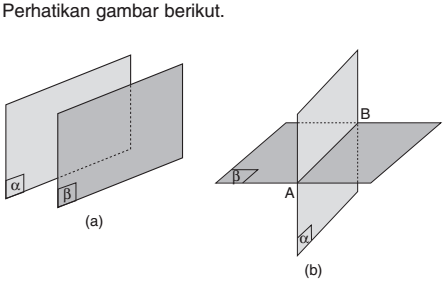 Perhatikan gambar berikut.
α
β
(a)
B
β
A
α
(b)